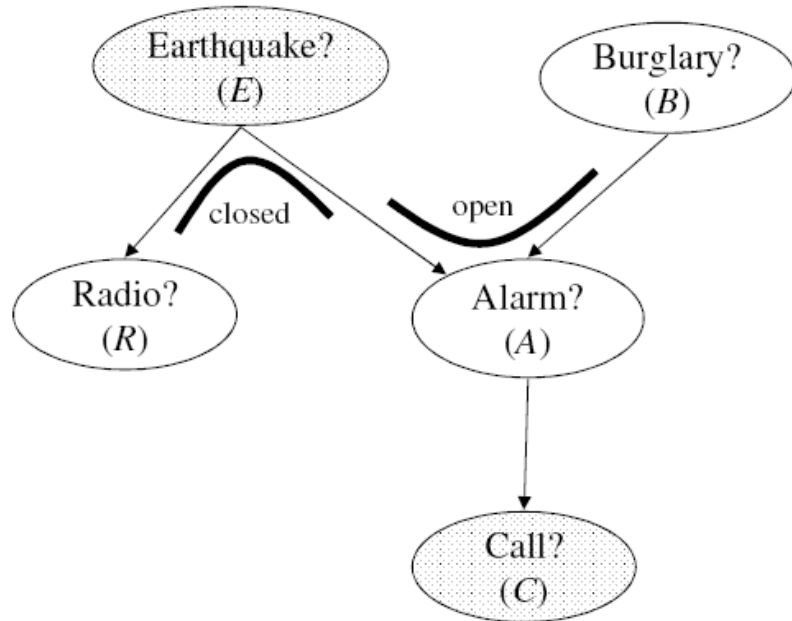 Earthquake?
(E)
Burglary?
(B)
closed
open
Radio?
(R)
Alarm?
(A)
Call?
(C)